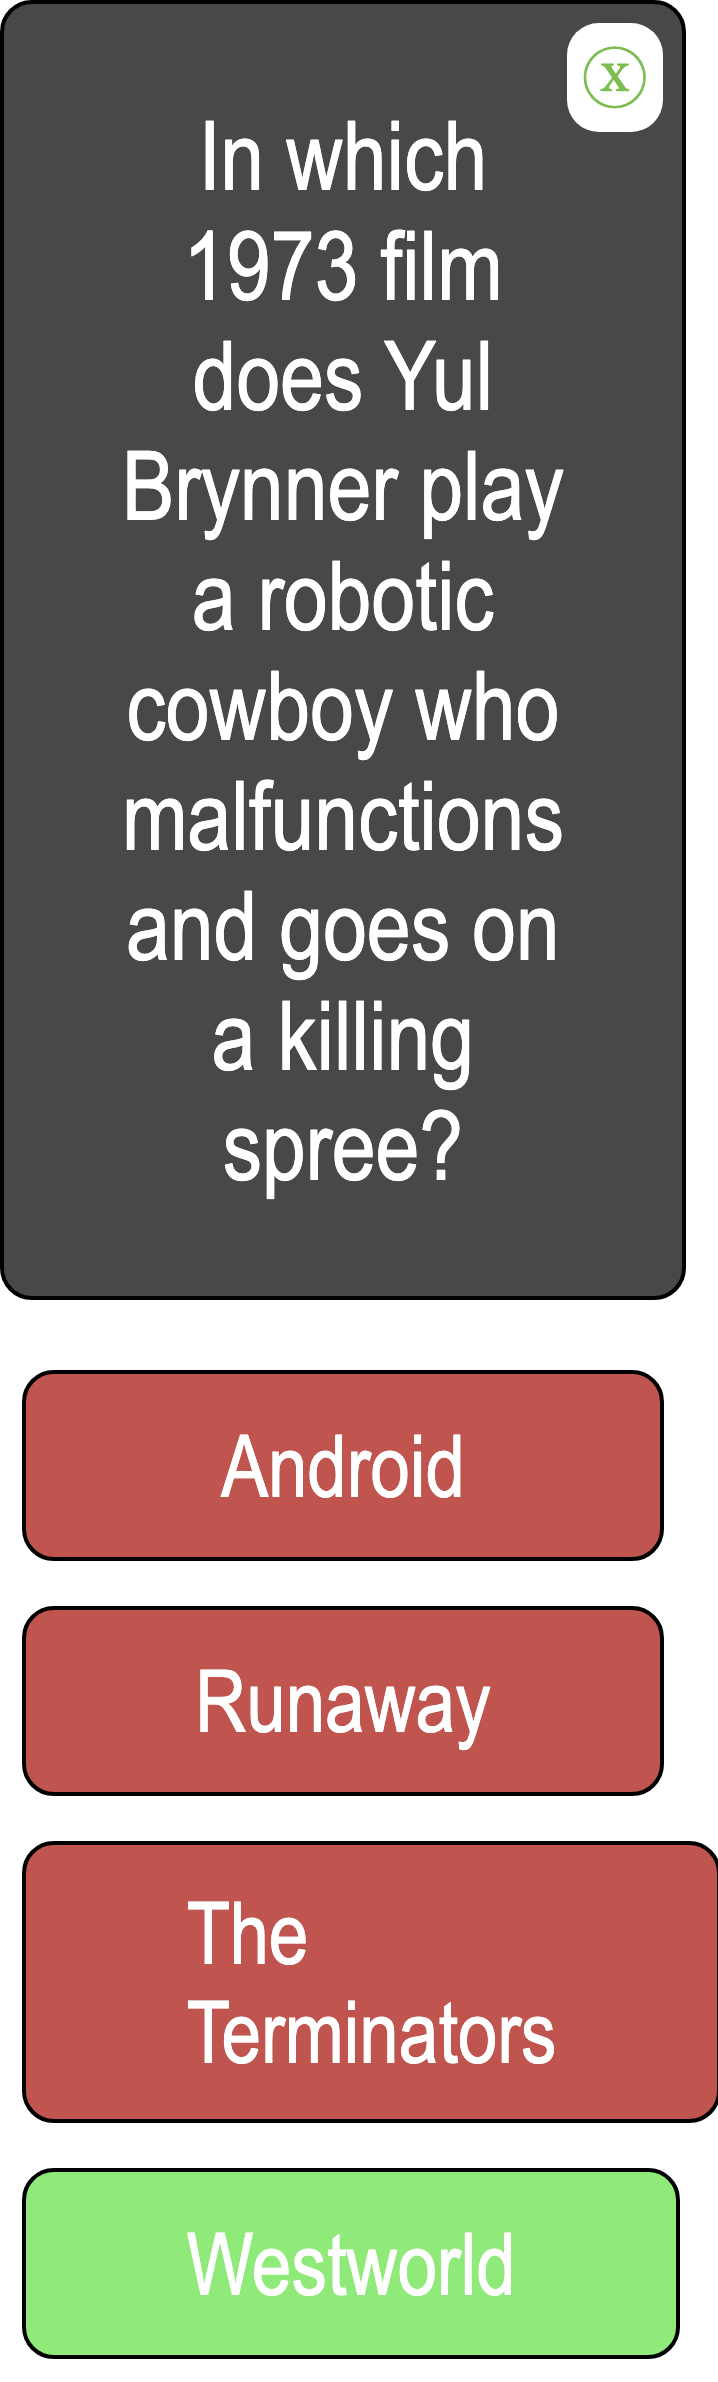 X
In which
1973 film
does Yul
Brynner play
a robotic
cowboy who
malfunctions
and goes on
a killing
spree?
Android
Runaway
The
Terminators
Westworld